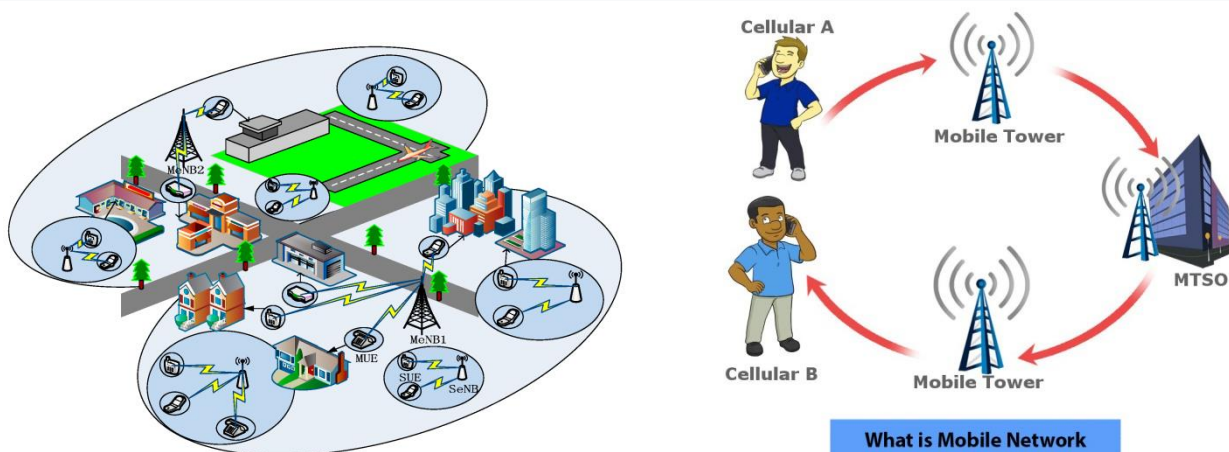 MeNB2
MeNB1
MUE
SUE
SeNB
Cellular A
Mobile Tower
MTSO
Mobile Tower
Cellular B
What is Mobile Network